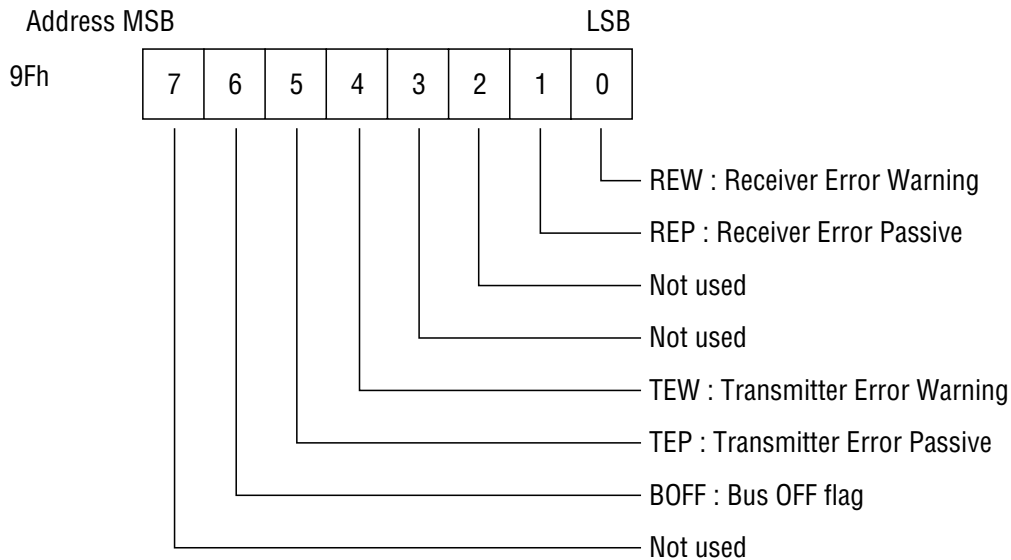 Address MSB LSB
9Fh 7 6 5 4 3 2 1 0
REW : Receiver Error Warning
REP : Receiver Error Passive
Not used
Not used
TEW : Transmitter Error Warning
TEP : Transmitter Error Passive
BOFF : Bus OFF flag
Not used